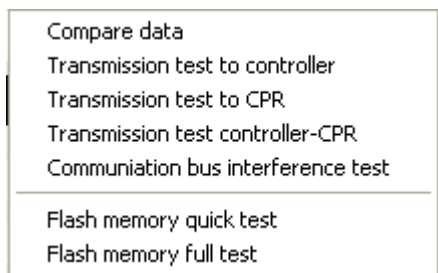 Compare data
Transmission test to controller
Transmission test to CPR
Transmission test controller-CPR
Communiation bus interference test
Flash memory quick test
Flash memory full test